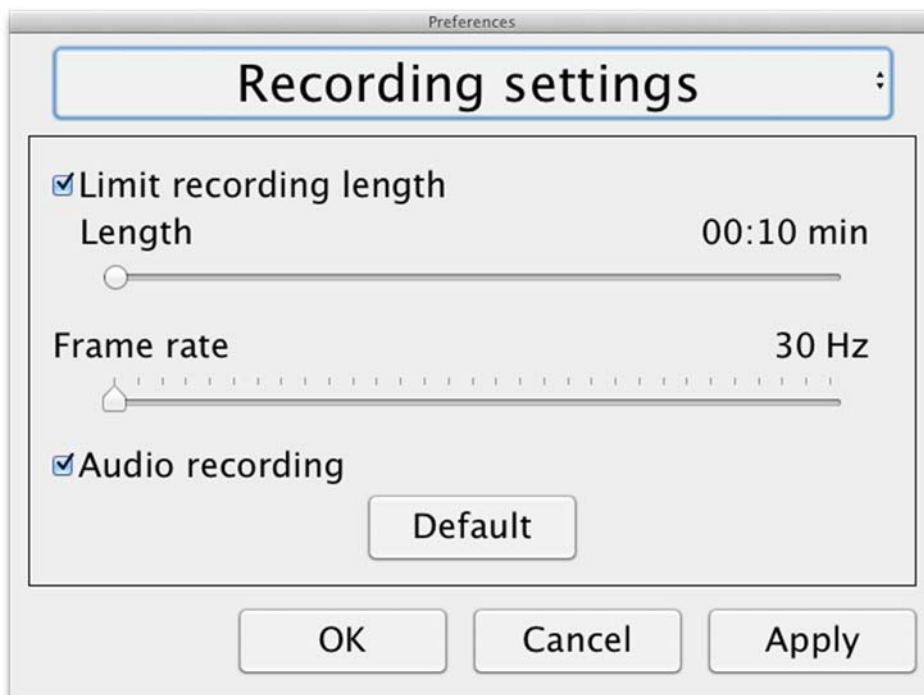 Preferences
Recording settings
Limit recording length
Length 00:10 min
Frame rate 30 Hz
Audio recording
Default
OK Cancel Apply